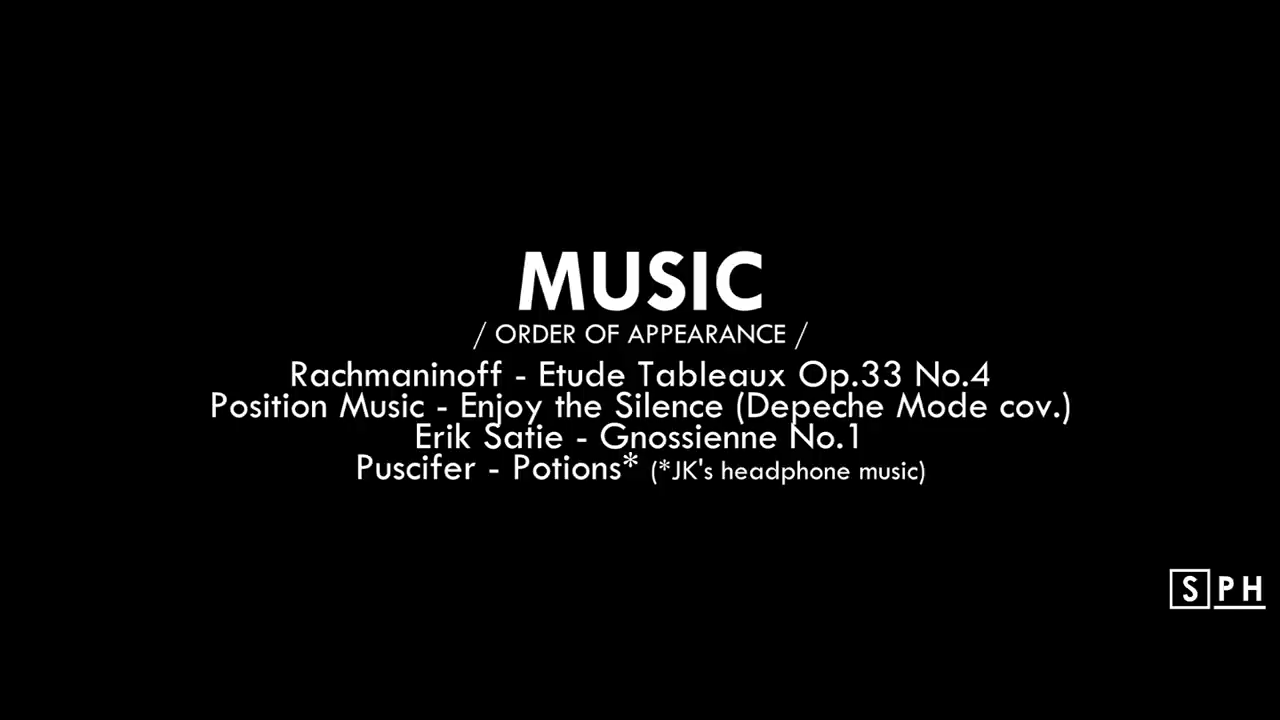 MUSIC
/ ORDER OF APPEARANCE /
Rachmaninoff - Etude Tableaux Op.33 No.4
Position Music - Enjoy the Silence (Depeche Mode cov.)
Erik Satie - Gnossienne No.1
Puscifer - Potions* (*JK's headphone music)
SPH